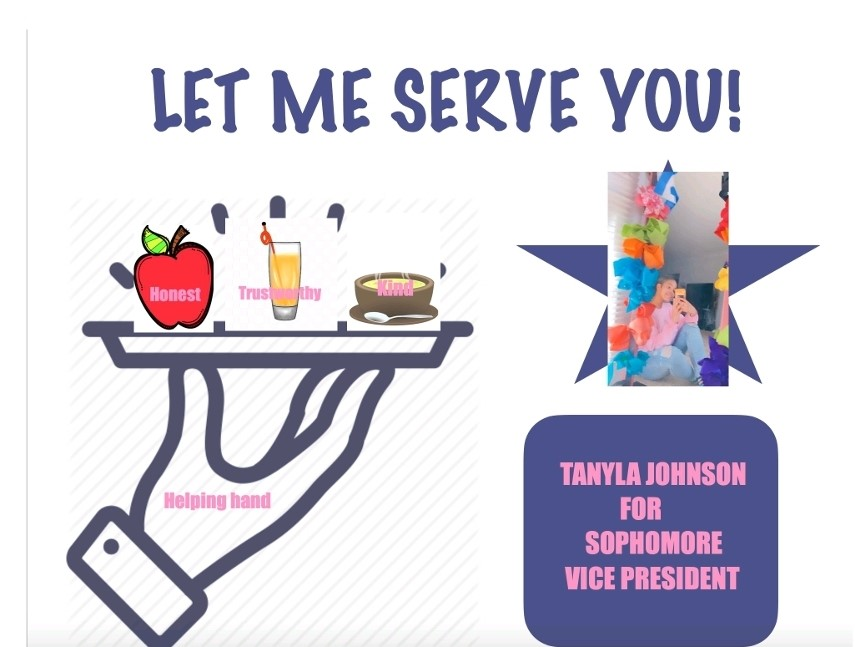 LET ME SERVE YOU!
Honest
Trustworthy
Kind
Helping hand
TANYLA JOHNSON
FOR
SOPHOMORE
VICE PRESIDENT